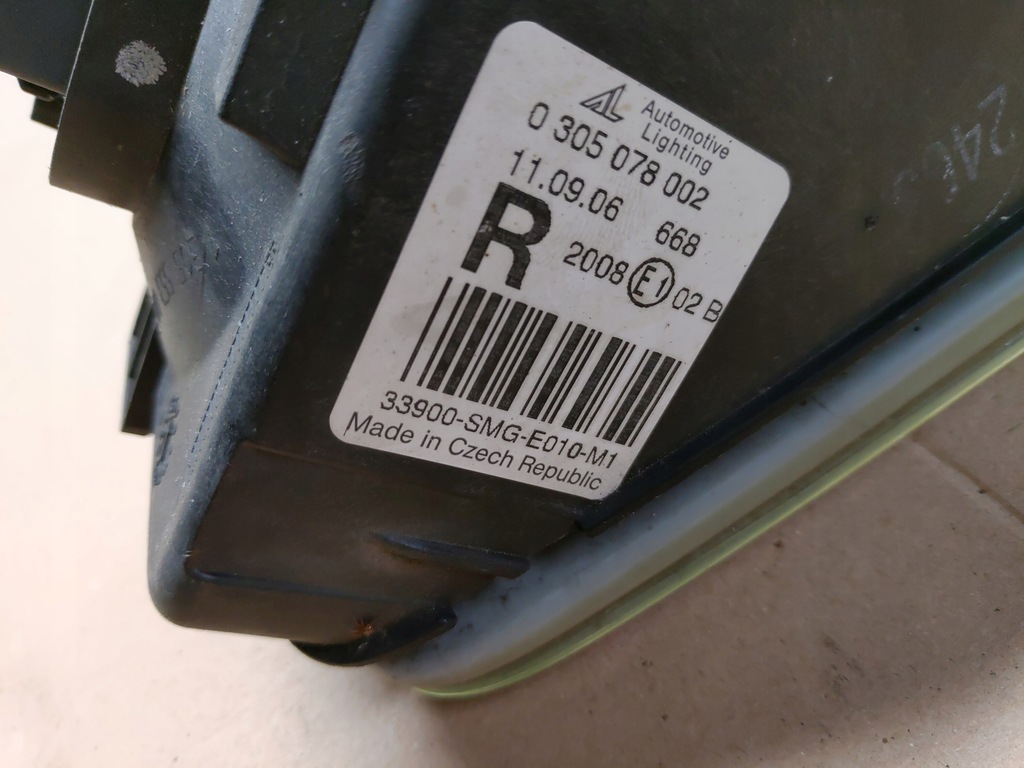 AL Automotive
Lighting
0 305 078 002
11.09.06 668
R 2008 E1 02 B
33900-SMG-E010-M1
Made in Czech Republic